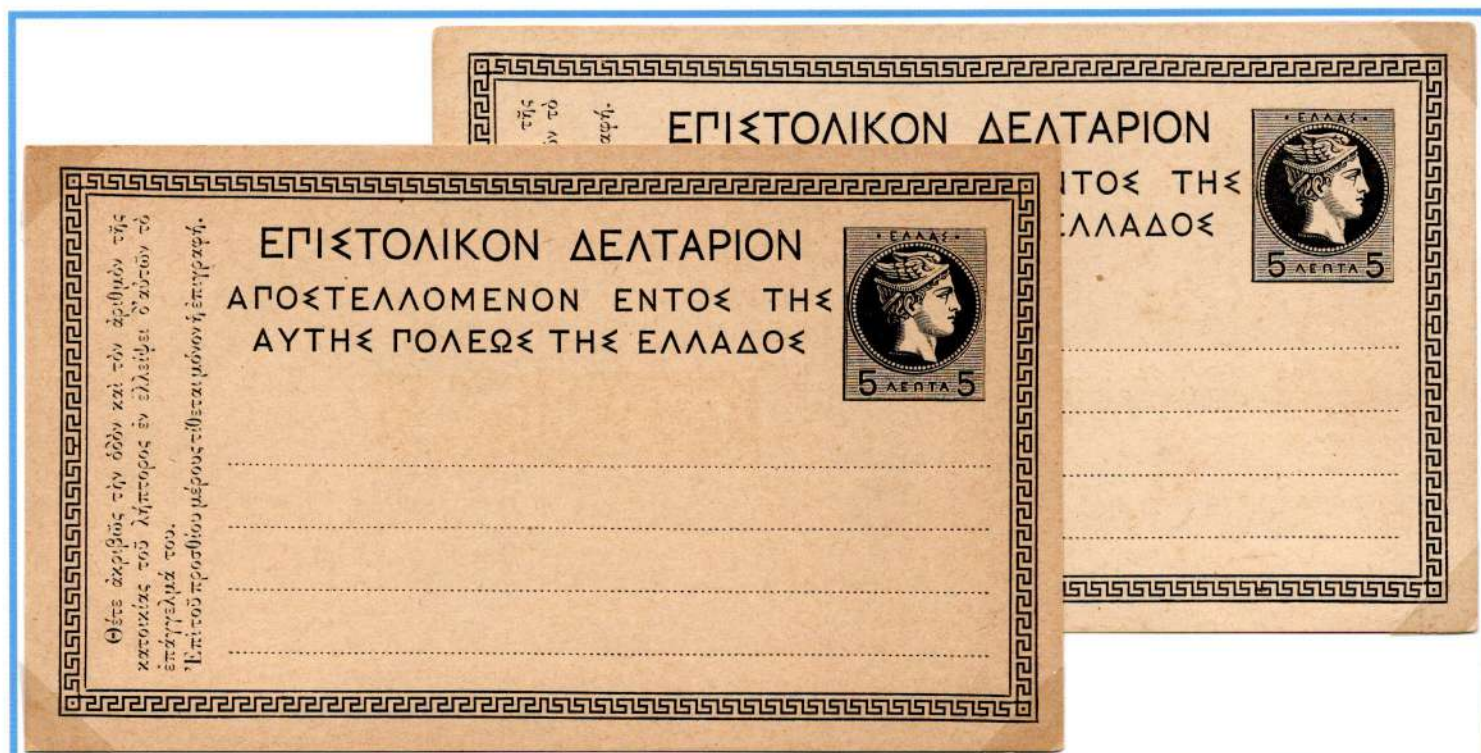 ΕΠΙΣΤΟΛΙΚΟΝ ΔΕΛΤΑΡΙΟΝ
ΝΤΟΣ ΤΗΣ
ΕΛΛΑΔΟΣ
• ΕΛΛΑΣ •
5 ΛΕΠΤΑ 5
ΕΠΙΣΤΟΛΙΚΟΝ ΔΕΛΤΑΡΙΟΝ
ΑΠΟΣΤΕΛΛΟΜΕΝΟΝ ΕΝΤΟΣ ΤΗΣ
ΑΥΤΗΣ ΠΟΛΕΩΣ ΤΗΣ ΕΛΛΑΔΟΣ
• ΕΛΛΑΣ •
5 ΛΕΠΤΑ 5
Θέτε ἀκριβῶς τὴν ὁδὸν καὶ τὸν ἀριθμὸν τῆς
κατοικίας τοῦ λήπτορος ἐν ἐλλείψει δ' αὐτῶν τὸ
ἐπάγγελμά του.
Ἐπὶ τοῦ προσθίου μέρους τίθεται μόνον ἡ ἐπιγραφή.